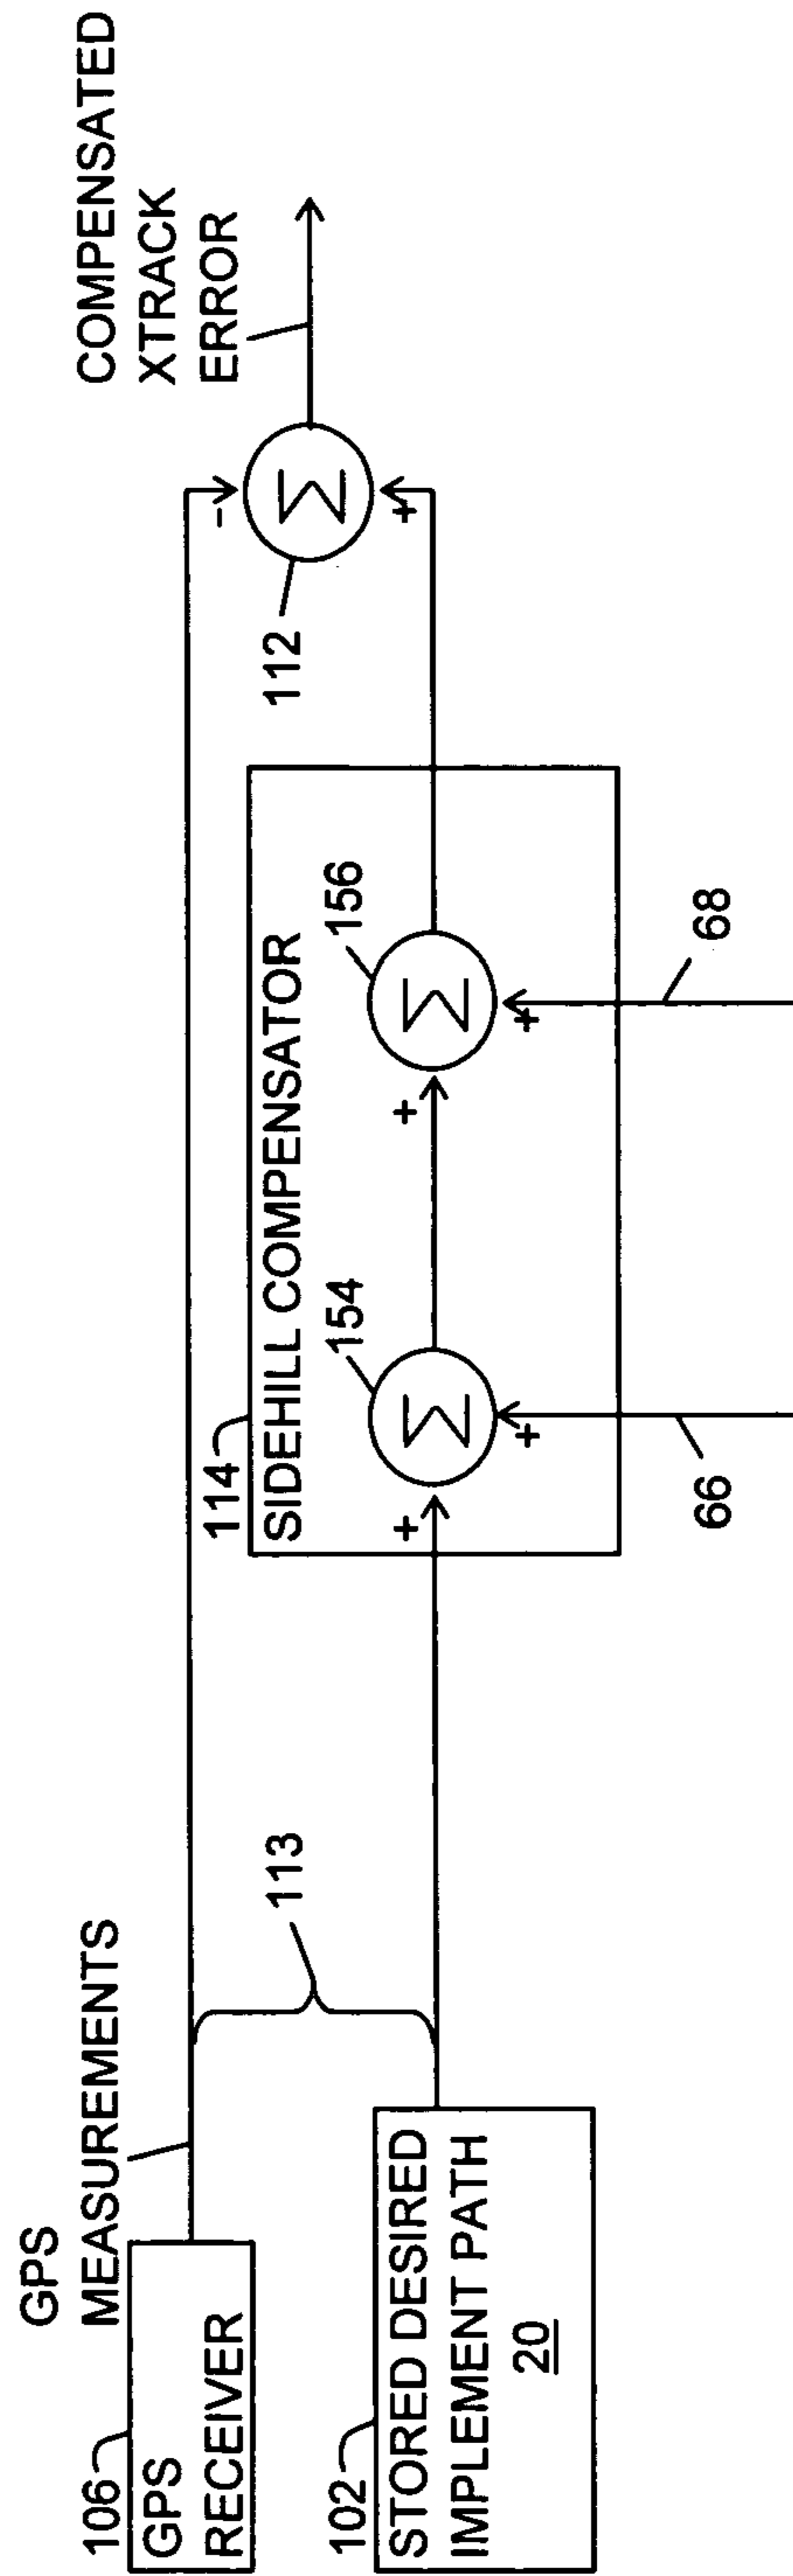 GPS
MEASUREMENTS
106
GPS
RECEIVER
102
STORED DESIRED
IMPLEMENT PATH
20
113
114
SIDEHILL COMPENSATOR
154
156
Σ
Σ
+
+
+
+
66
68
112
Σ
-
+
COMPENSATED
XTRACK
ERROR